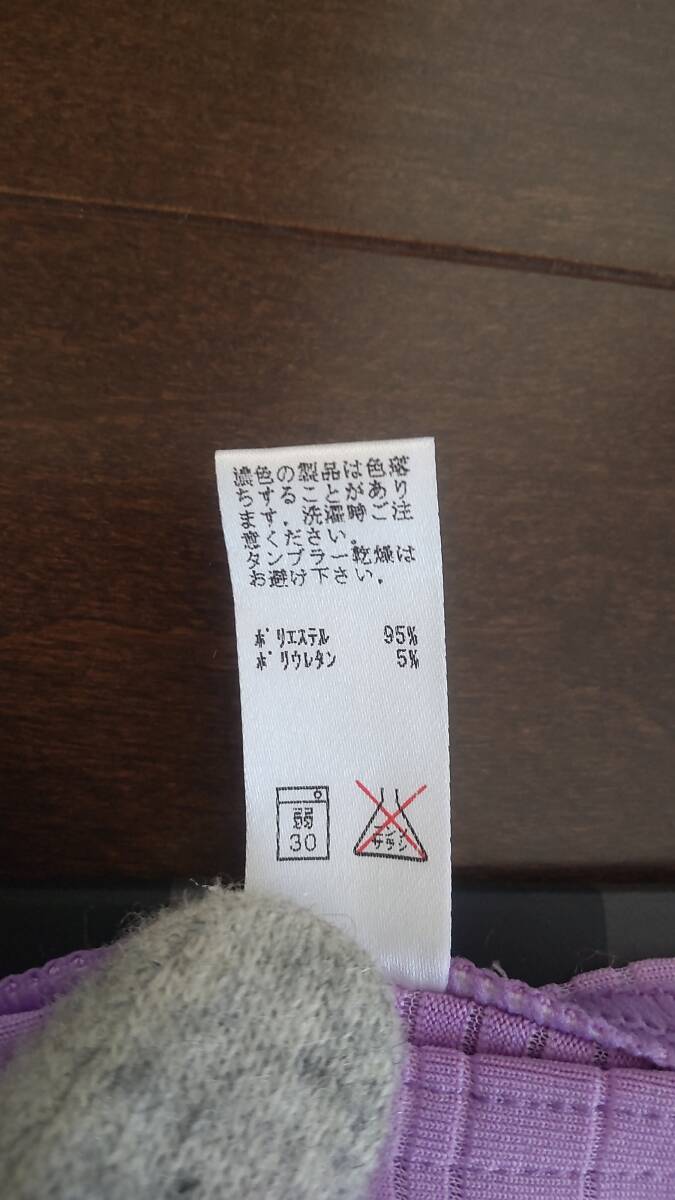 濃色の製品は色落
ちすることがあり
ます．洗濯時ご注
意ください．
タンブラー乾燥は
お避け下さい．
ポリエステル 95%
ポリウレタン 5%
弱
30
エンソ
サラシ